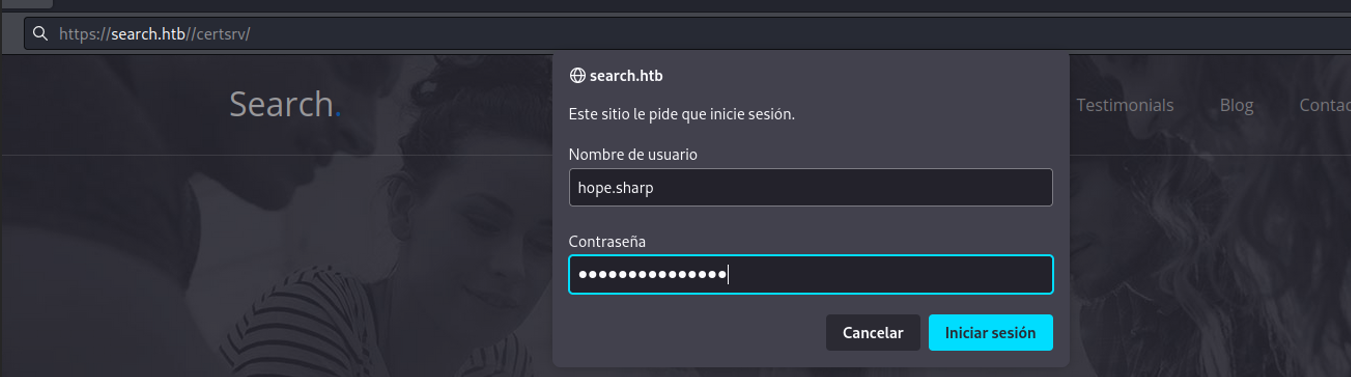 https://search.htb//certsrv/
search.htb
Este sitio le pide que inicie sesión.
Search.
Testimonials Blog Contac
Nombre de usuario
hope.sharp
Contraseña
•••••••••••••••
Cancelar Iniciar sesión